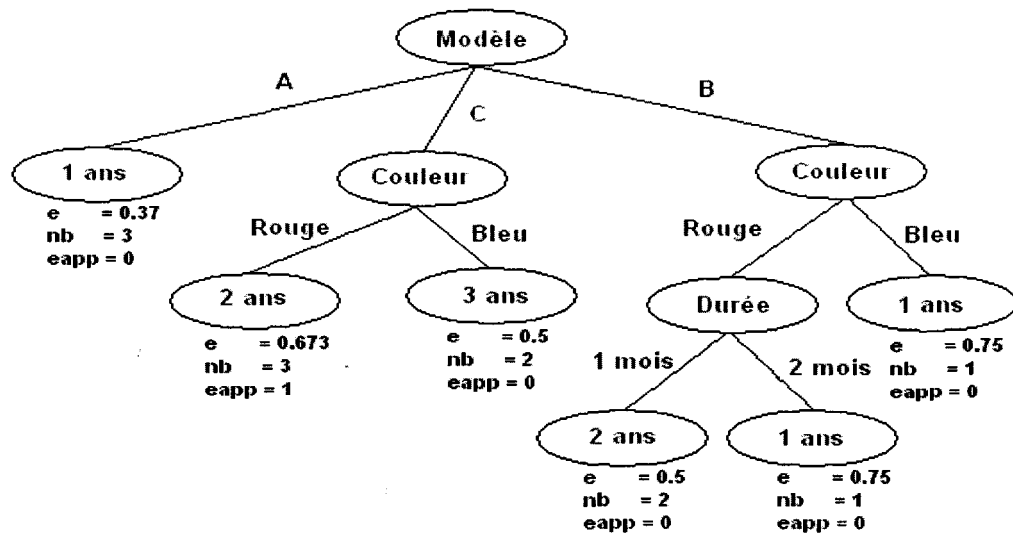 Modèle
A
C
B
1 ans
e = 0.37
nb = 3
eapp = 0
Couleur
Rouge
Bleu
2 ans
e = 0.673
nb = 3
eapp = 1
3 ans
e = 0.5
nb = 2
eapp = 0
Couleur
Rouge
Bleu
Durée
1 mois
2 mois
2 ans
e = 0.5
nb = 2
eapp = 0
1 ans
e = 0.75
nb = 1
eapp = 0
1 ans
e = 0.75
nb = 1
eapp = 0